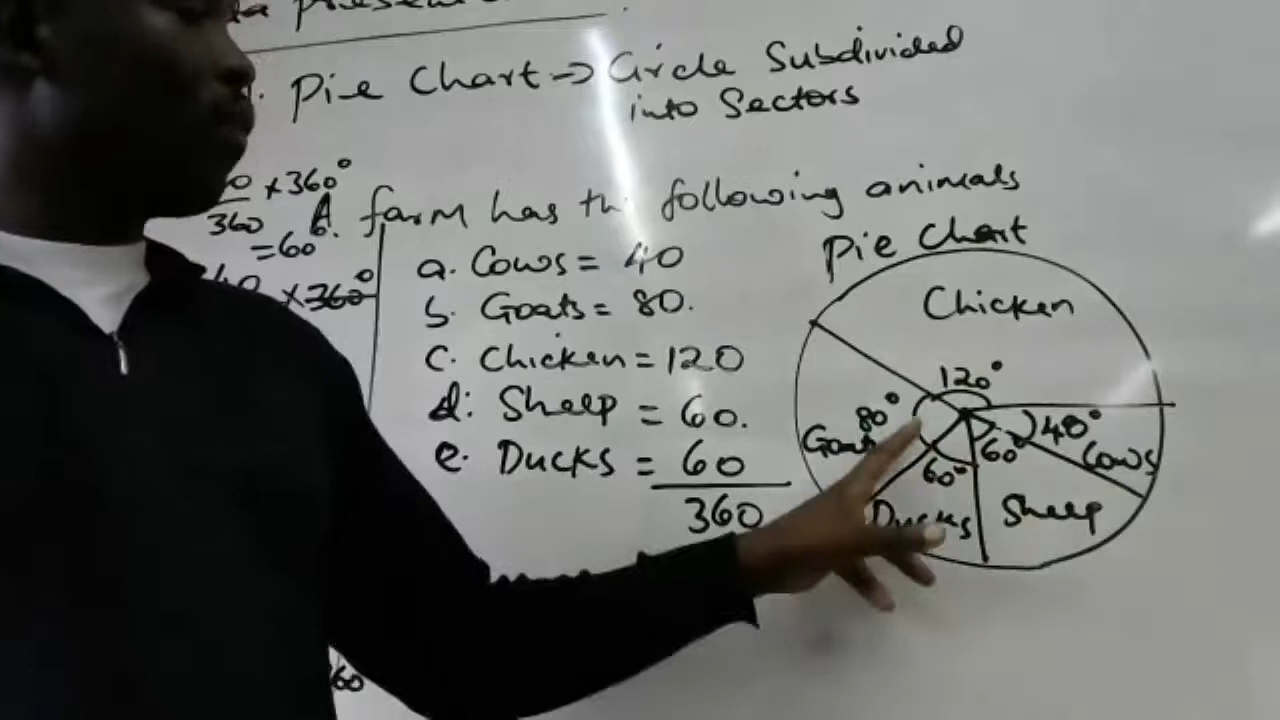 Pie Chart → Circle Subdivided
into Sectors
× 360°
360
= 60°
× 360°
A farm has the following animals
a. Cows = 40
b. Goats = 80.
C. Chicken = 120
d: Sheep = 60.
e. Ducks = 60
360
Pie Chart
Chicken
120°
80°
Goats
40°
Cows
60°
60°
Ducks
Sheep
60